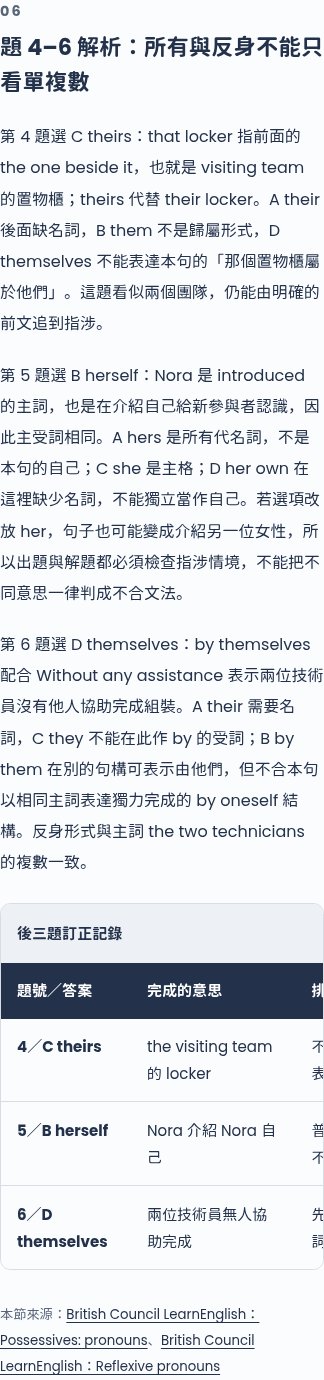 06
題 4–6 解析：所有與反身不能只
看單複數
第 4 題選 C theirs：that locker 指前面的
the one beside it，也就是 visiting team
的置物櫃；theirs 代替 their locker。A their
後面缺名詞，B them 不是歸屬形式，D
themselves 不能表達本句的「那個置物櫃屬
於他們」。這題看似兩個團隊，仍能由明確的
前文追到指涉。
第 5 題選 B herself：Nora 是 introduced
的主詞，也是在介紹自己給新參與者認識，因
此主受詞相同。A hers 是所有代名詞，不是
本句的自己；C she 是主格；D her own 在
這裡缺少名詞，不能獨立當作自己。若選項改
放 her，句子也可能變成介紹另一位女性，所
以出題與解題都必須檢查指涉情境，不能把不
同意思一律判成不合文法。
第 6 題選 D themselves：by themselves
配合 Without any assistance 表示兩位技術
員沒有他人協助完成組裝。A their 需要名
詞，C they 不能在此作 by 的受詞；B by
them 在別的句構可表示由他們，但不合本句
以相同主詞表達獨力完成的 by oneself 結
構。反身形式與主詞 the two technicians
的複數一致。
後三題訂正記錄
題號／答案 完成的意思
4／C theirs the visiting team
的 locker 不
表
5／B herself Nora 介紹 Nora 自 普
己 不
6／D 兩位技術員無人協 先
themselves 助完成 詞
本節來源：British Council LearnEnglish：
Possessives: pronouns、British Council
LearnEnglish：Reflexive pronouns